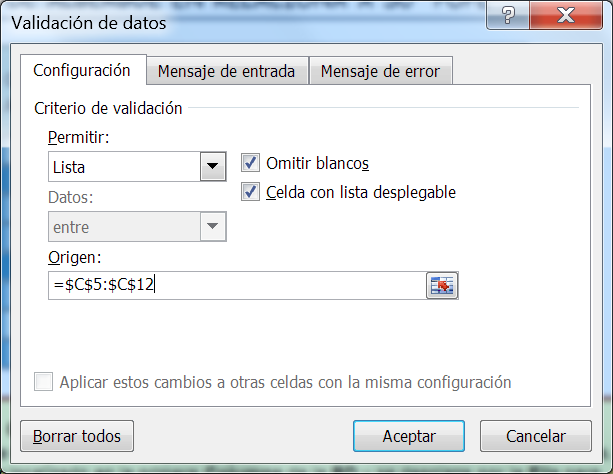 Validación de datos
?
Configuración
Mensaje de entrada
Mensaje de error
Criterio de validación
Permitir:
Lista
Omitir blancos
Celda con lista desplegable
Datos:
entre
Origen:
=$C$5:$C$12
Aplicar estos cambios a otras celdas con la misma configuración
Borrar todos
Aceptar
Cancelar